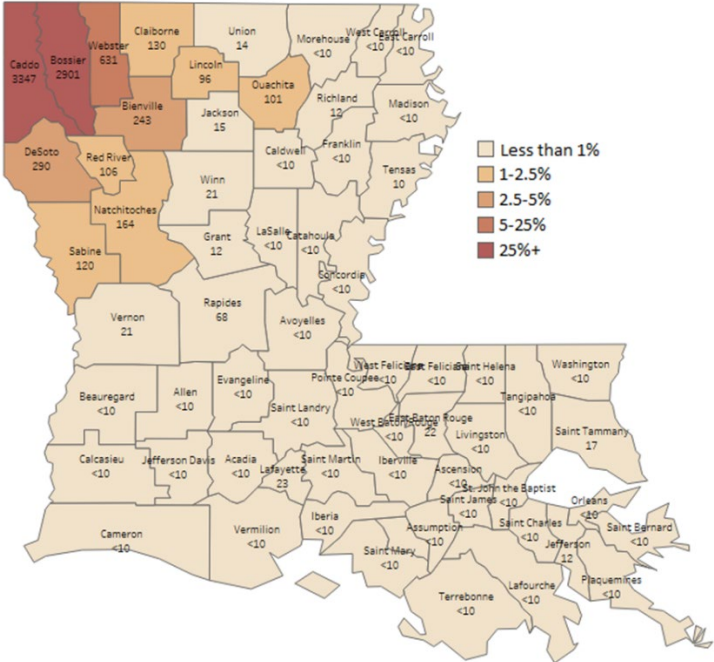 Caddo
3347
Bossier
2901
Webster
631
Claiborne
130
Union
14
Morehouse
<10
West Carroll
<10
East Carroll
<10
Lincoln
96
Ouachita
101
Richland
12
Madison
<10
Bienville
243
Jackson
15
DeSoto
290
Red River
106
Caldwell
<10
Franklin
<10
Tensas
10
Winn
21
Natchitoches
164
Sabine
120
Grant
12
LaSalle
<10
Catahoula
<10
Concordia
<10
Vernon
21
Rapides
68
Avoyelles
<10
Less than 1%
1-2.5%
2.5-5%
5-25%
25%+
Beauregard
<10
Allen
<10
Evangeline
<10
Saint Landry
<10
Pointe Coupee
<10
West Feliciana
<10
East Feliciana
<10
Saint Helena
<10
Tangipahoa
<10
Washington
<10
West Baton Rouge
<10
East Baton Rouge
22
Livingston
<10
Saint Tammany
17
Calcasieu
<10
Jefferson Davis
<10
Acadia
<10
Lafayette
23
Saint Martin
<10
Iberville
<10
Ascension
<10
Saint James
<10
St. John the Baptist
<10
Orleans
<10
Cameron
<10
Vermilion
<10
Iberia
<10
Saint Mary
<10
Assumption
<10
Saint Charles
<10
Jefferson
12
Saint Bernard
<10
Plaquemines
<10
Terrebonne
<10
Lafourche
<10